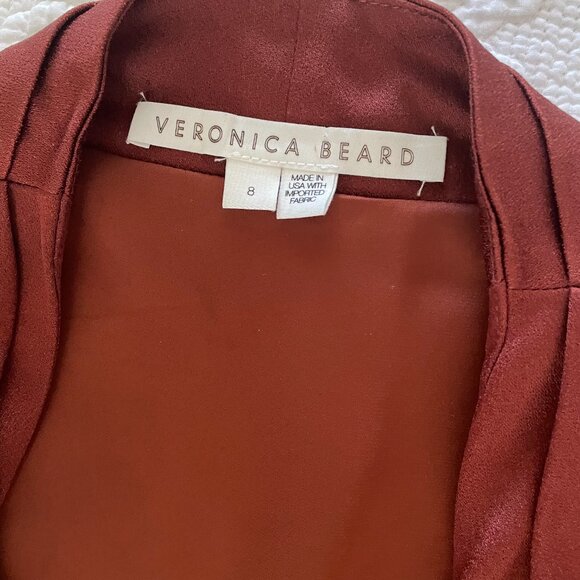 VERONICA BEARD
8
MADE IN
USA WITH
IMPORTED
FABRIC